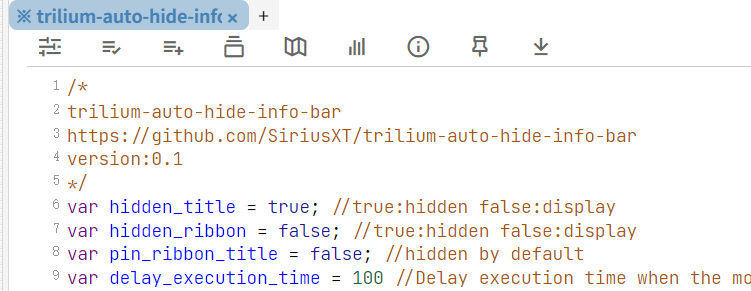 ※ trilium-auto-hide-info × +
1 /*
2 trilium-auto-hide-info-bar
3 https://github.com/SiriusXT/trilium-auto-hide-info-bar
4 version:0.1
5 */
6 var hidden_title = true; //true:hidden false:display
7 var hidden_ribbon = false; //true:hidden false:display
8 var pin_ribbon_title = false; //hidden by default
9 var delay_execution_time = 100 //Delay execution time when the mo